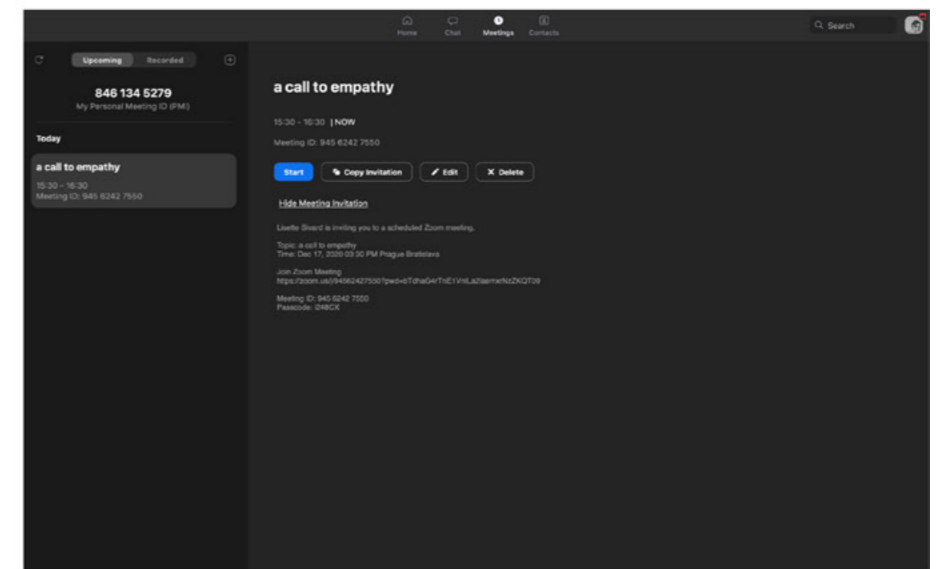 Home Chat Meetings Contacts
Search
Upcoming Recorded
846 134 5279
My Personal Meeting ID (PMI)
Today
a call to empathy
15:30 - 16:30
Meeting ID: 945 6242 7550
a call to empathy
15:30 - 16:30 | NOW
Meeting ID: 945 6242 7550
Start Copy Invitation Edit Delete
Hide Meeting Invitation
is inviting you to a scheduled Zoom meeting.
Topic: a call to empathy
Time: Dec 17, 2020 03:30 PM Prague Bratislava
Join Zoom Meeting
Meeting ID: 945 6242 7550
Passcode: